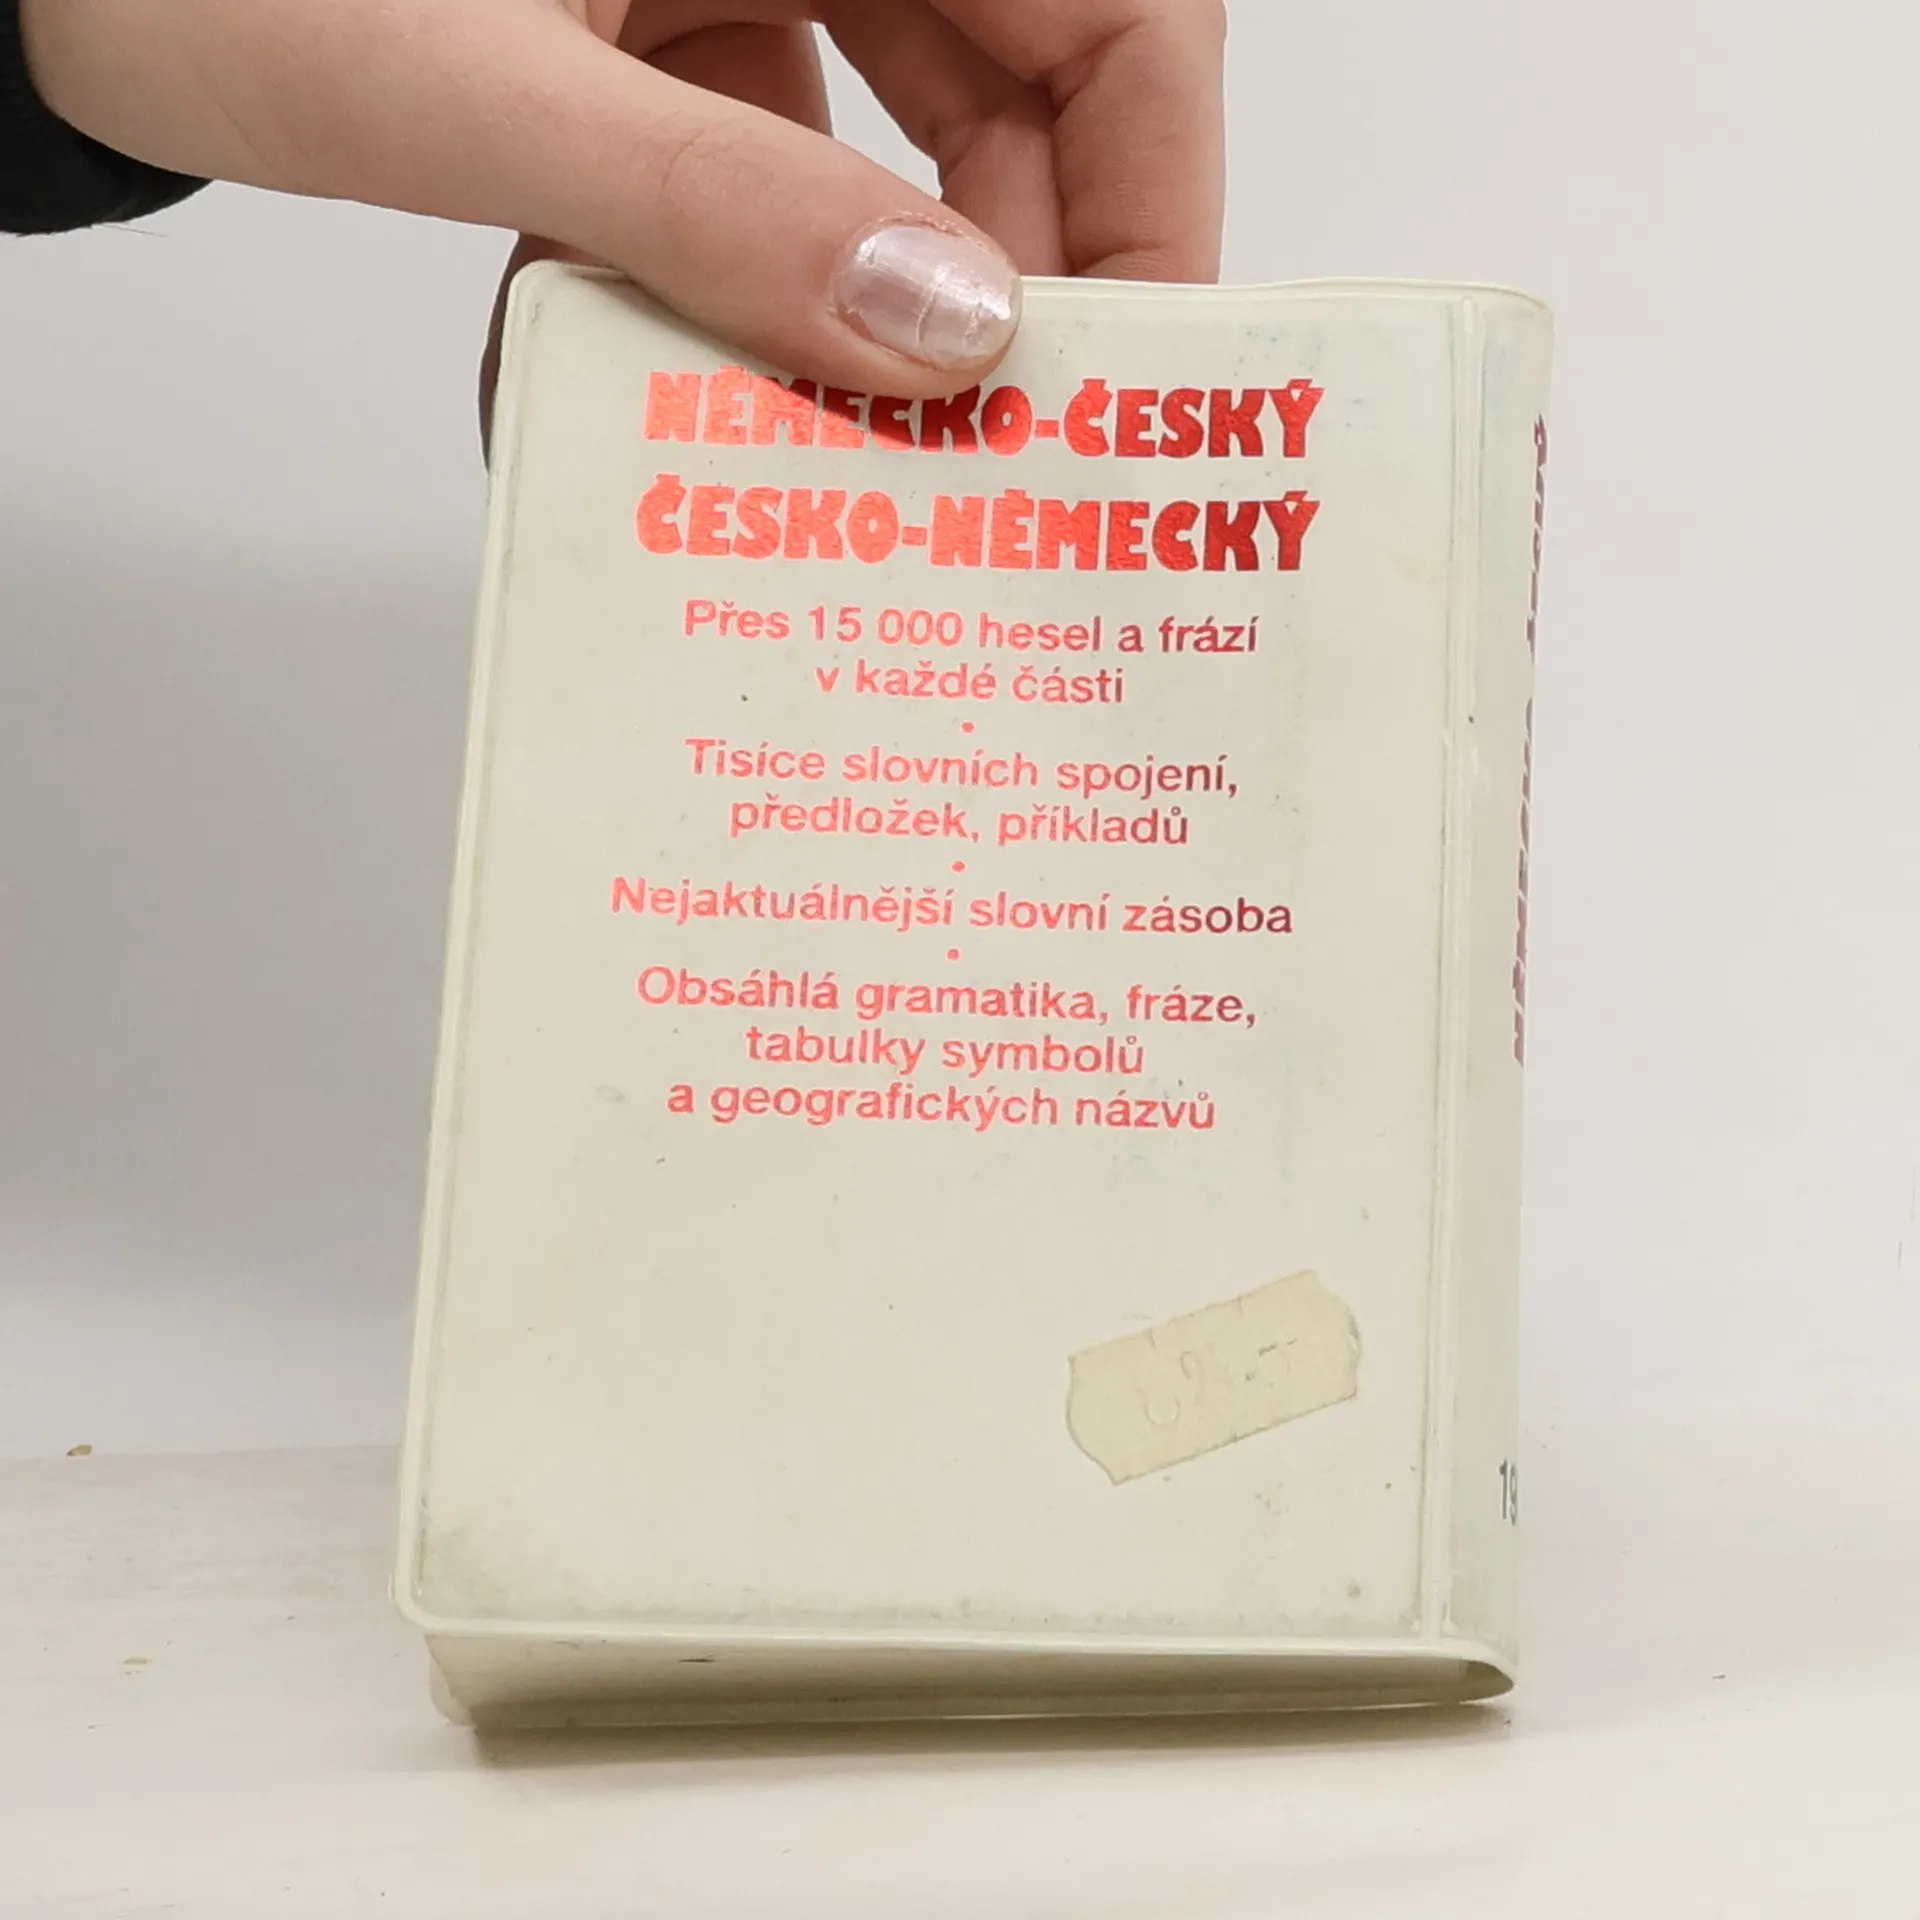 NĚMECKO-ČESKÝ
ČESKO-NĚMECKÝ
Přes 15 000 hesel a frází
v každé části
•
Tisíce slovních spojení,
předložek, příkladů
•
Nejaktuálnější slovní zásoba
•
Obsáhlá gramatika, fráze,
tabulky symbolů
a geografických názvů